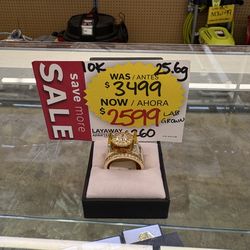 10K 25.6g
save more
SALE
WAS / ANTES
$3499
NOW / AHORA
$2599 LAB
GROWN
LAYAWAY
260